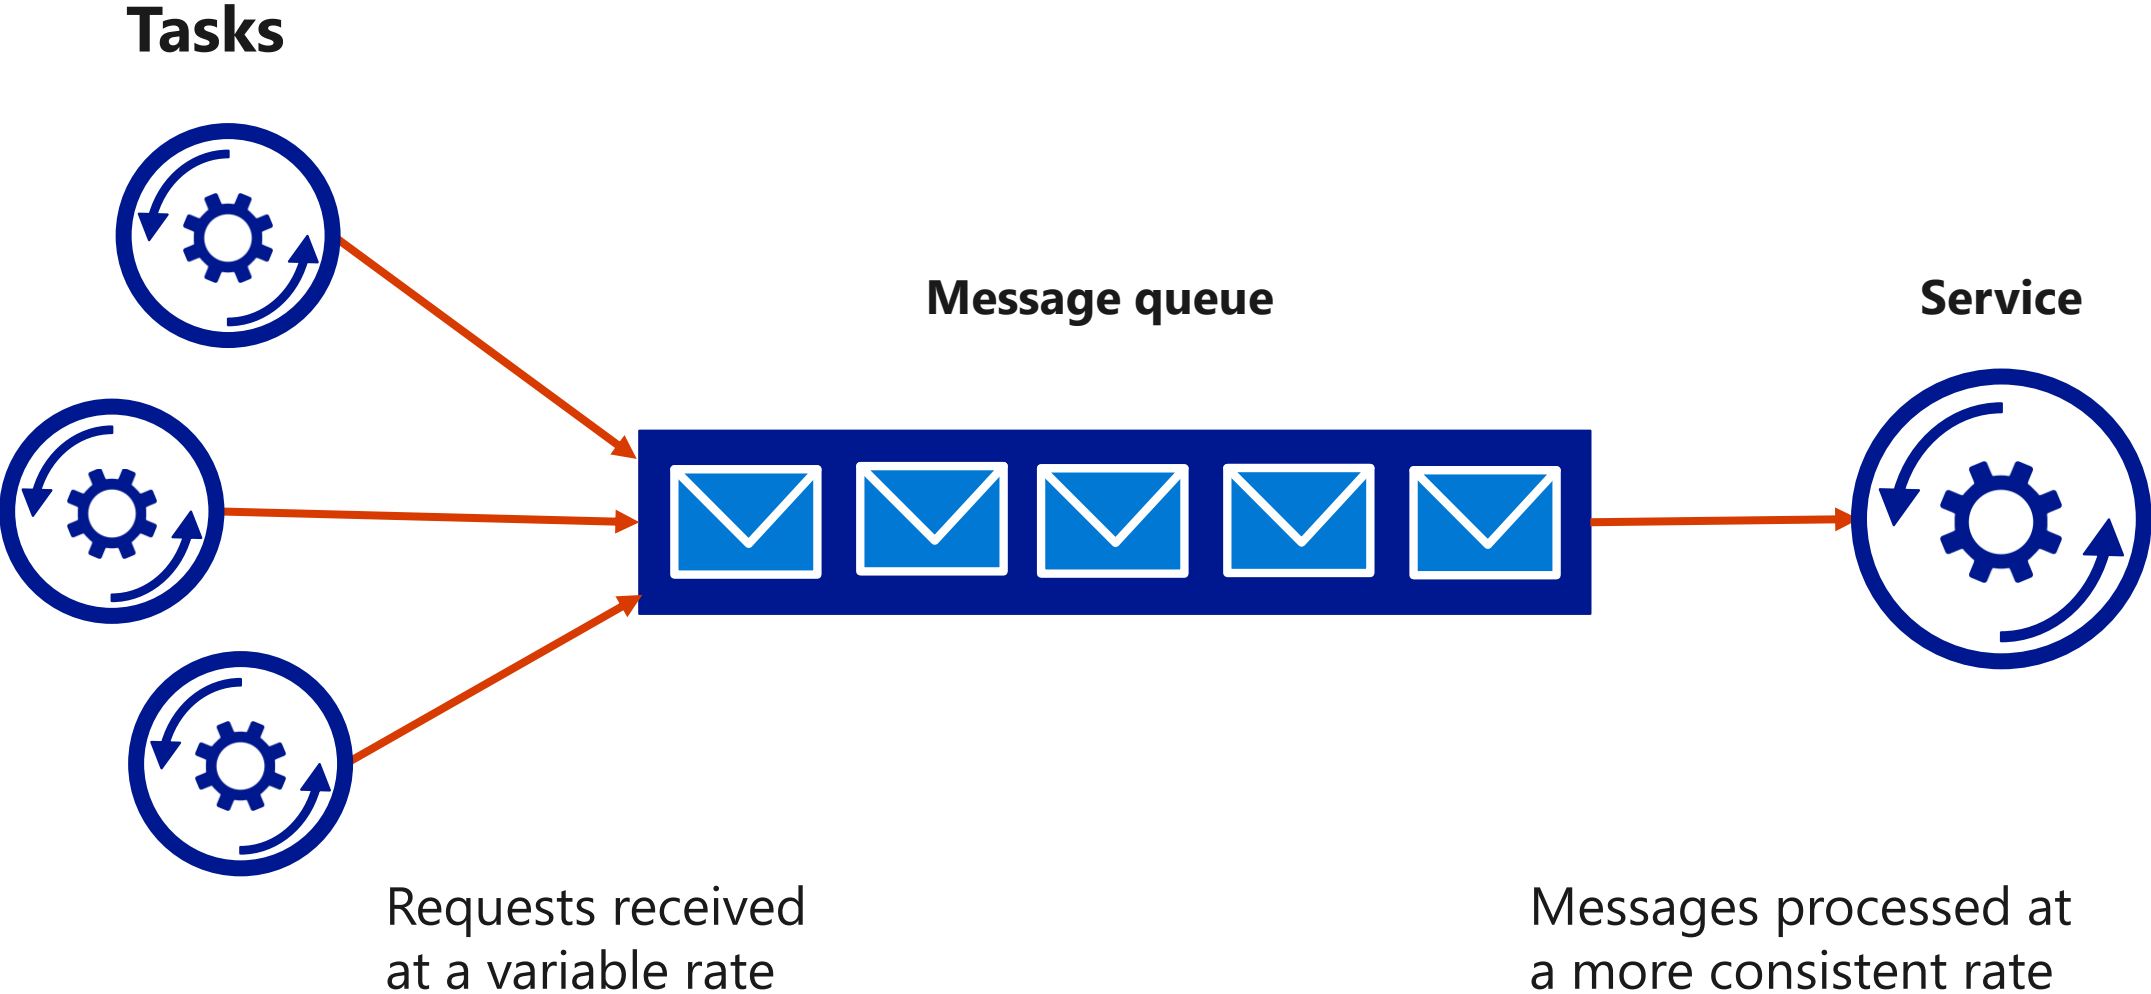 Tasks
Message queue
Service
Requests received
at a variable rate
Messages processed at
a more consistent rate